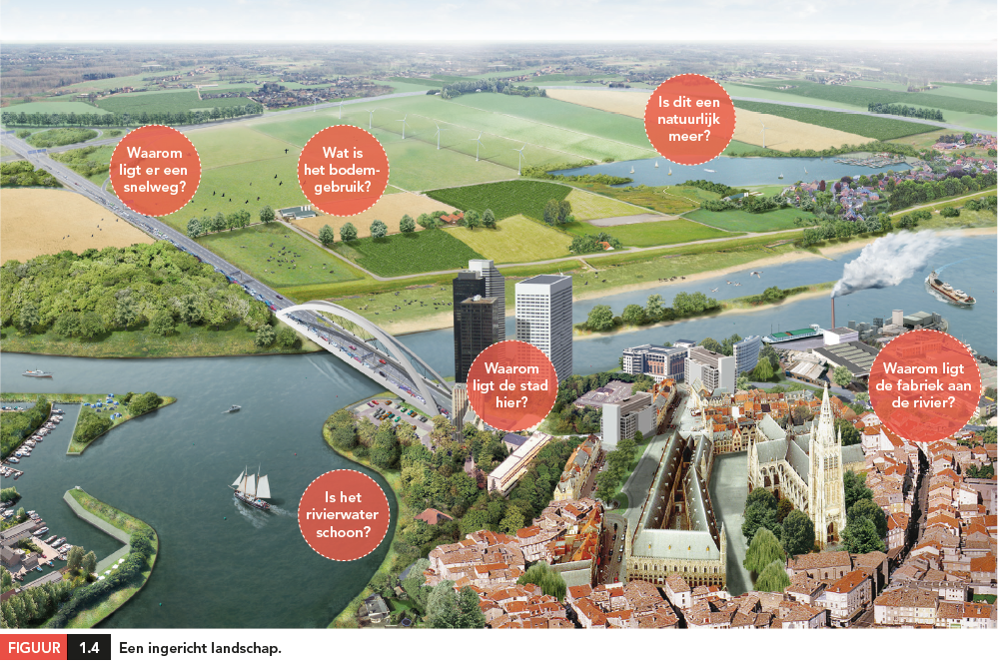 Is dit een
natuurlijk
meer?
Waarom
ligt er een
snelweg?
Wat is
het bodem-
gebruik?
Waarom
ligt de stad
hier?
Waarom ligt
de fabriek aan
de rivier?
Is het
rivierwater
schoon?
FIGUUR 1.4 Een ingericht landschap.